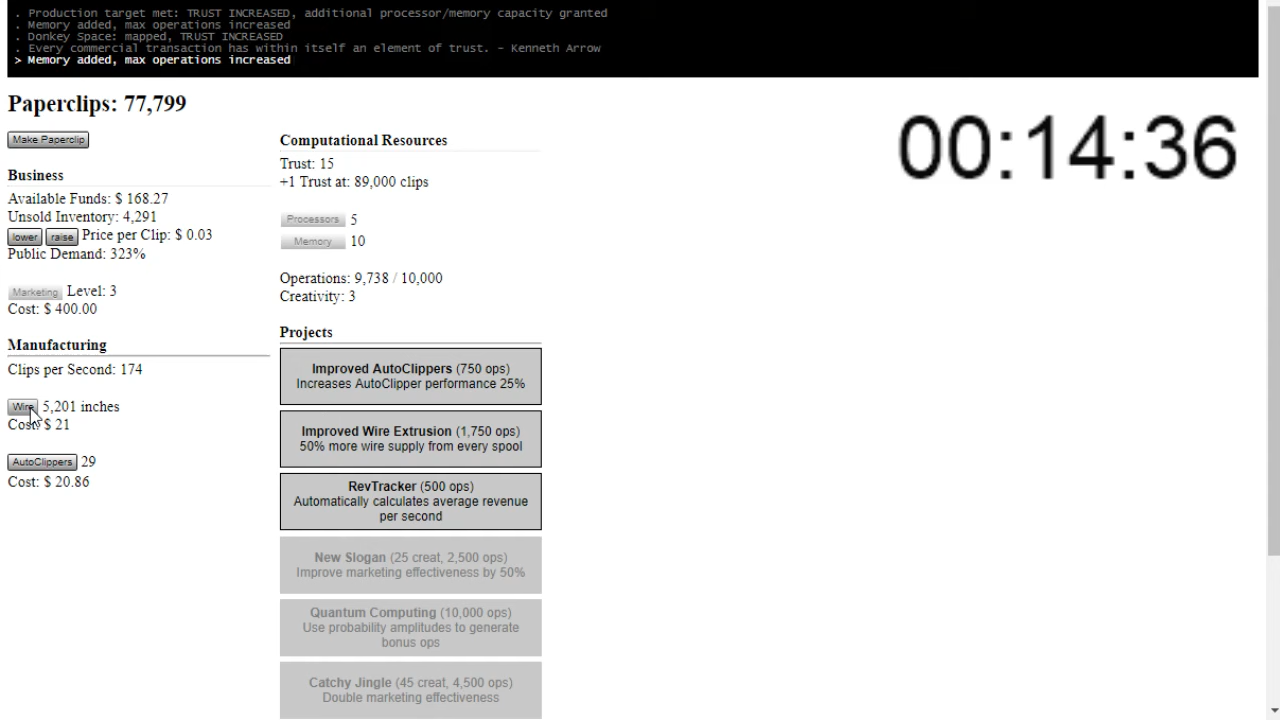 . Production target met: TRUST INCREASED, additional processor/memory capacity granted
. Memory added, max operations increased
. Donkey Space: mapped, TRUST INCREASED
. Every commercial transaction has within itself an element of trust. - Kenneth Arrow
> Memory added, max operations increased
Paperclips: 77,799
00:14:36
Make Paperclip
Business
Available Funds: $ 168.27
Unsold Inventory: 4,291
lower raise Price per Clip: $ 0.03
Public Demand: 323%
Marketing Level: 3
Cost: $ 400.00
Manufacturing
Clips per Second: 174
Wire 5,201 inches
Cost: $ 21
AutoClippers 29
Cost: $ 20.86
Computational Resources
Trust: 15
+1 Trust at: 89,000 clips
Processors 5
Memory 10
Operations: 9,738 / 10,000
Creativity: 3
Projects
Improved AutoClippers (750 ops)
Increases AutoClipper performance 25%
Improved Wire Extrusion (1,750 ops)
50% more wire supply from every spool
RevTracker (500 ops)
Automatically calculates average revenue
per second
New Slogan (25 creat, 2,500 ops)
Improve marketing effectiveness by 50%
Quantum Computing (10,000 ops)
Use probability amplitudes to generate
bonus ops
Catchy Jingle (45 creat, 4,500 ops)
Double marketing effectiveness